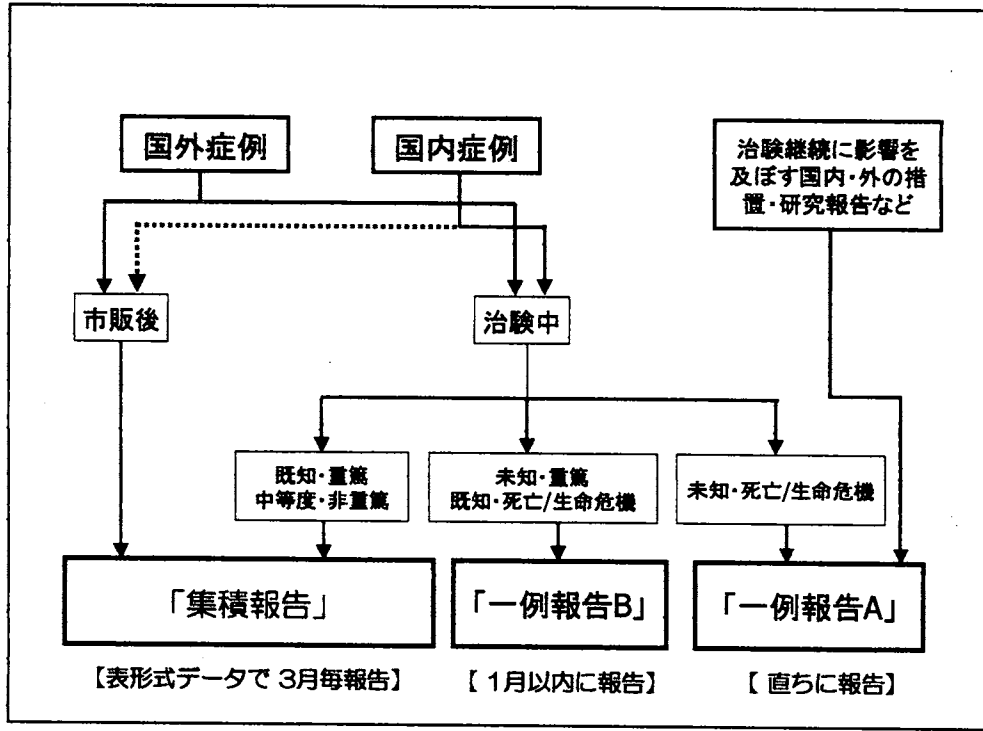 国外症例
国内症例
治験継続に影響を
及ぼす国内・外の措
置・研究報告など
市販後
治験中
既知・重篤
中等度・非重篤
未知・重篤
既知・死亡/生命危機
未知・死亡/生命危機
「集積報告」
「一例報告B」
「一例報告A」
【表形式データで 3月毎報告】
【 1月以内に報告】
【 直ちに報告】